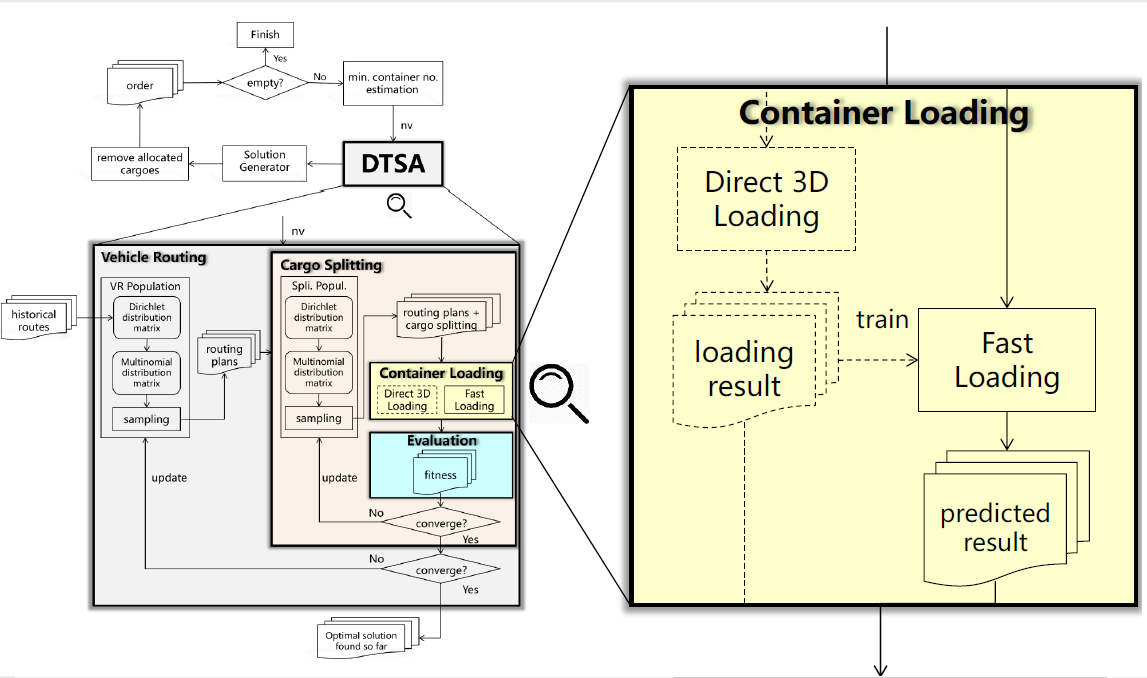 Finish
Yes
order
empty?
No
min. container no.
estimation
nv
remove allocated
cargoes
Solution
Generator
DTSA
nv
Vehicle Routing
VR Population
Dirichlet
distribution
matrix
Multinomial
distribution
matrix
sampling
historical
routes
routing
plans
update
Cargo Splitting
Spli. Popul.
Dirichlet
distribution
matrix
Multinomial
distribution
matrix
sampling
update
routing plans +
cargo splitting
Container Loading
Direct 3D
Loading
Fast
Loading
Evaluation
fitness
No
converge?
Yes
No
converge?
Yes
Optimal solution
found so far
Container Loading
Direct 3D
Loading
loading
result
train
Fast
Loading
predicted
result